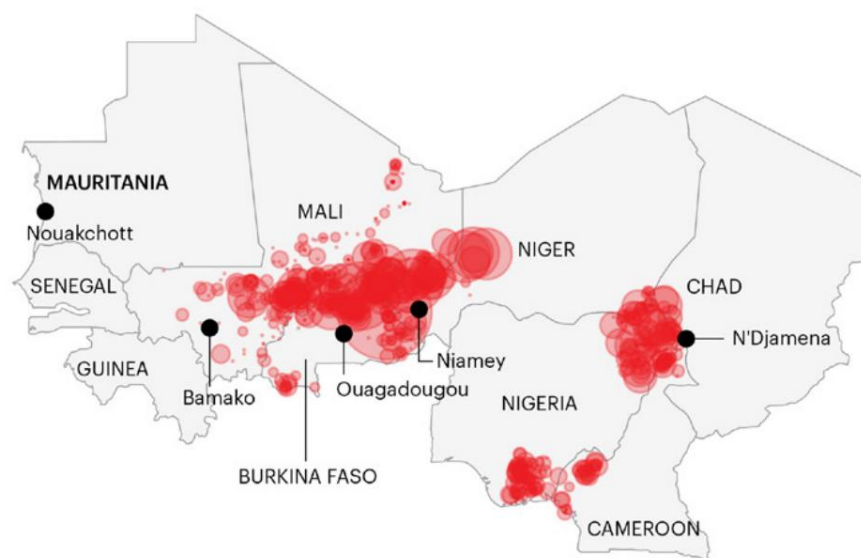 MAURITANIA
Nouakchott
MALI
NIGER
SENEGAL
CHAD
N'Djamena
GUINEA
Bamako
Ouagadougou
Niamey
NIGERIA
BURKINA FASO
CAMEROON